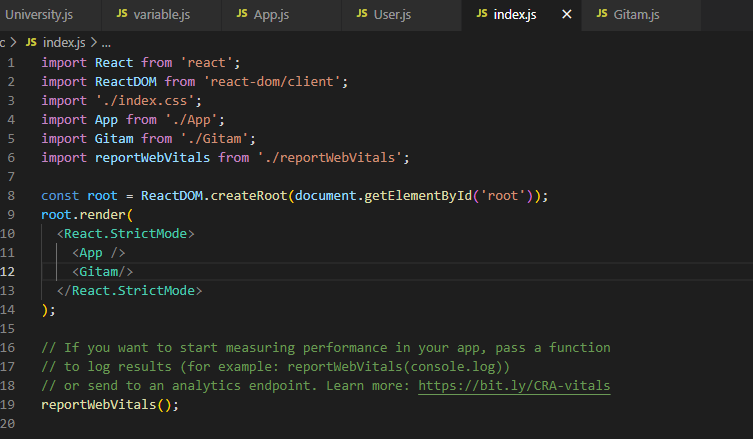 University.js JS variable.js JS App.js JS User.js JS index.js × JS Gitam.js
c > JS index.js > ...
1 import React from 'react';
2 import ReactDOM from 'react-dom/client';
3 import './index.css';
4 import App from './App';
5 import Gitam from './Gitam';
6 import reportWebVitals from './reportWebVitals';
7
8 const root = ReactDOM.createRoot(document.getElementById('root'));
9 root.render(
10   <React.StrictMode>
11     <App />
12     <Gitam/>
13   </React.StrictMode>
14 );
15
16 // If you want to start measuring performance in your app, pass a function
17 // to log results (for example: reportWebVitals(console.log))
18 // or send to an analytics endpoint. Learn more: https://bit.ly/CRA-vitals
19 reportWebVitals();
20